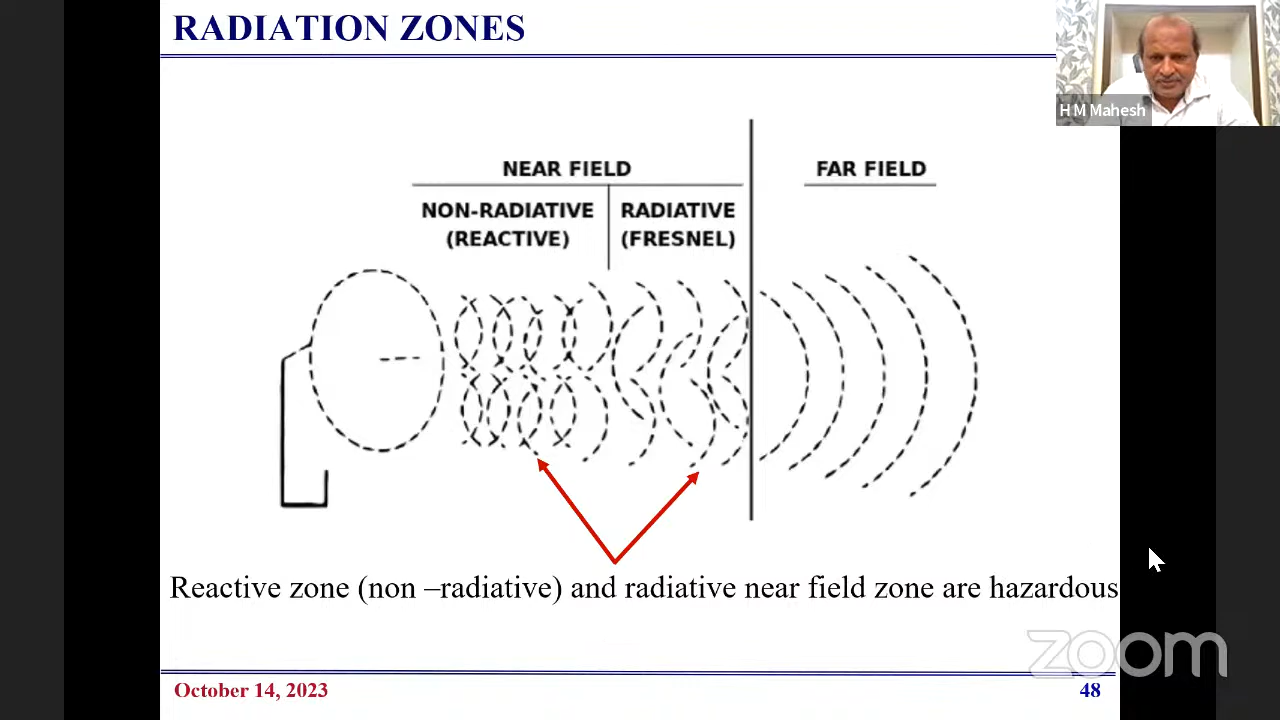 RADIATION ZONES
H M Mahesh
NEAR FIELD
FAR FIELD
NON-RADIATIVE
(REACTIVE)
RADIATIVE
(FRESNEL)
Reactive zone (non –radiative) and radiative near field zone are hazardous
zoom
October 14, 2023
48